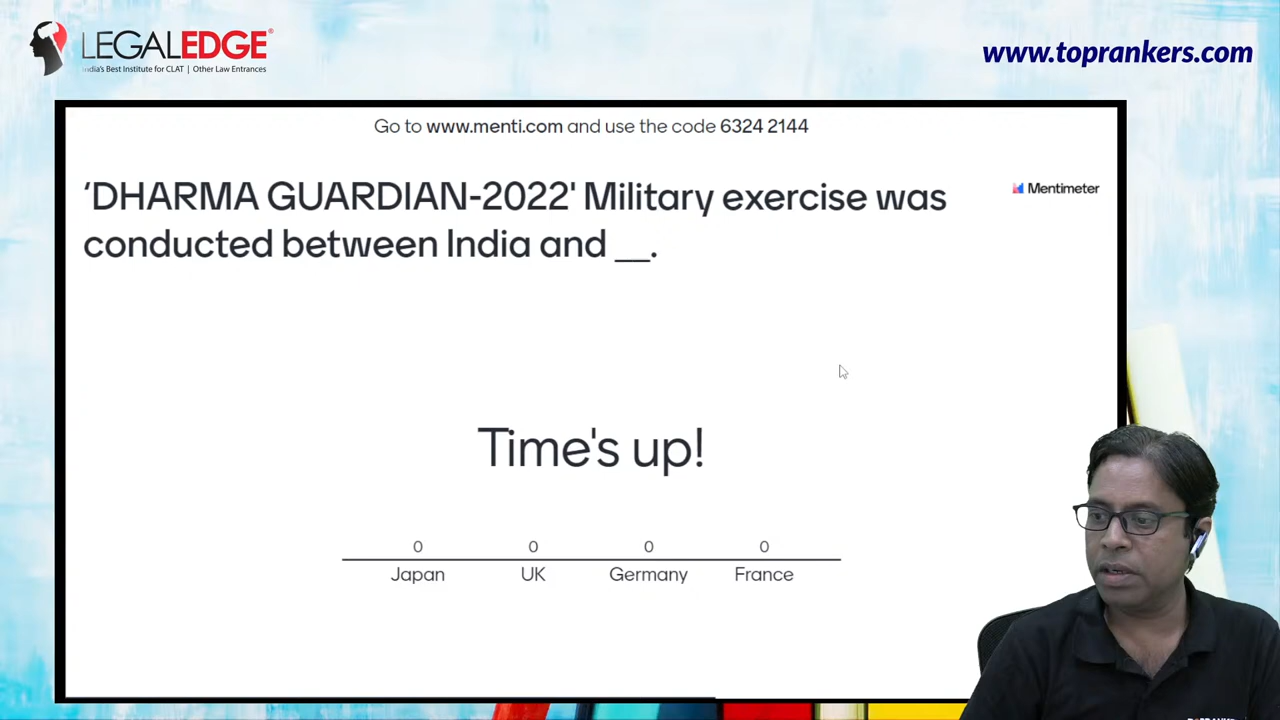 LEGALEDGE
India's Best Institute for CLAT | Other Law Entrances
www.toprankers.com
Go to www.menti.com and use the code 6324 2144
'DHARMA GUARDIAN-2022' Military exercise was
conducted between India and __.
Mentimeter
Time's up!
0 0 0 0
Japan UK Germany France